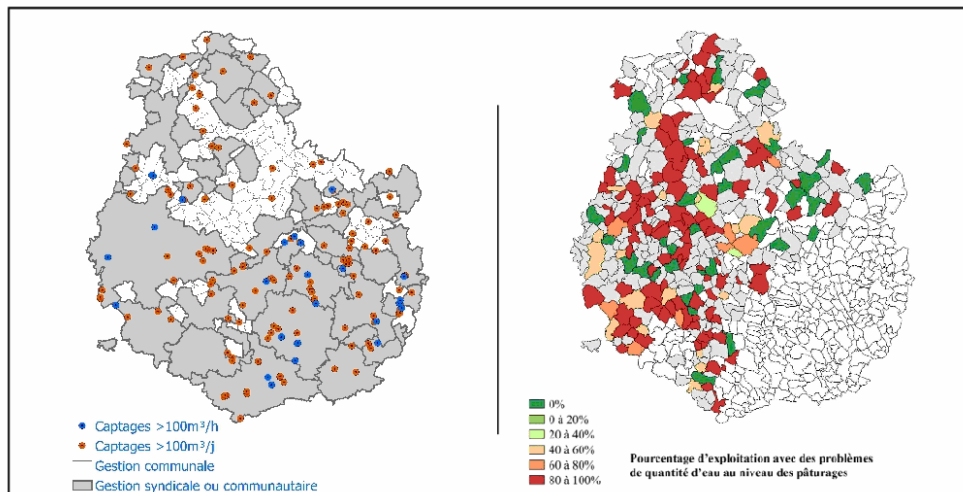 Captages >100m³/h
Captages >100m³/j
Gestion communale
Gestion syndicale ou communautaire
0%
0 à 20%
20 à 40%
40 à 60%
60 à 80%
80 à 100%
Pourcentage d'exploitation avec des problèmes
de quantité d'eau au niveau des pâturages